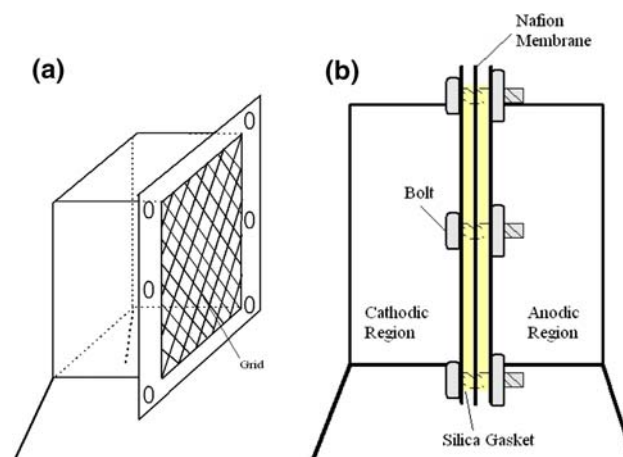 (a)
Grid
(b)
Nafion
Membrane
Bolt
Cathodic
Region
Anodic
Region
Silica Gasket